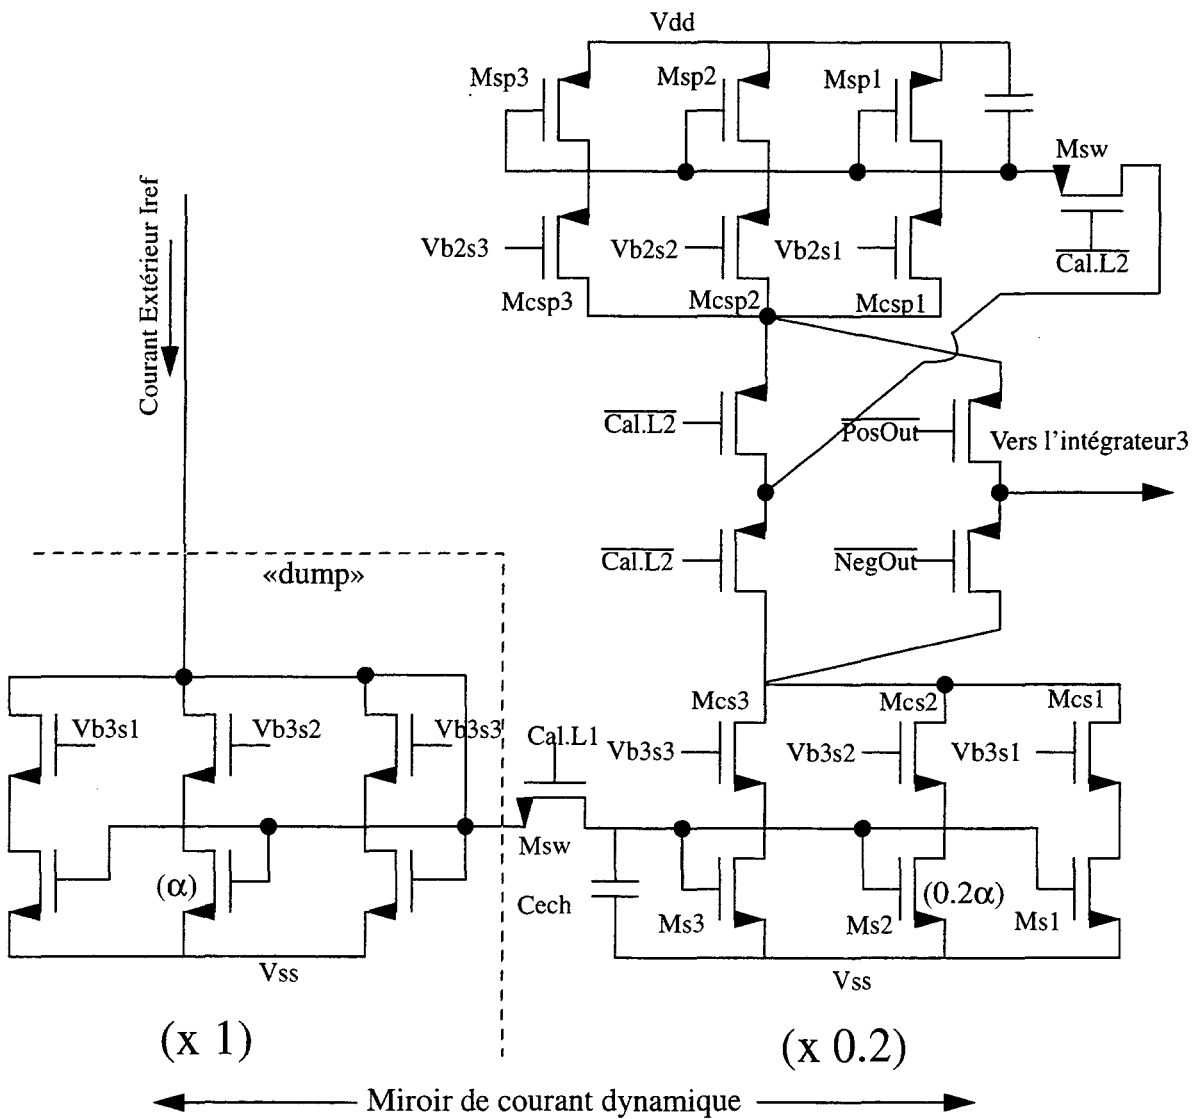 Vdd
Msp3
Msp2
Msp1
Msw
Courant Extérieur Iref
Vb2s3
Vb2s2
Vb2s1
Cal.L2
Mcsp3
Mcsp2
Mcsp1
Cal.L2
PosOut
Vers l'intégrateur3
Cal.L2
NegOut
«dump»
Vb3s1
Vb3s2
Vb3s3
Cal.L1
Mcs3
Mcs2
Mcs1
Vb3s3
Vb3s2
Vb3s1
Msw
(α)
Cech
Ms3
Ms2
(0.2α)
Ms1
Vss
Vss
(x 1)
(x 0.2)
Miroir de courant dynamique